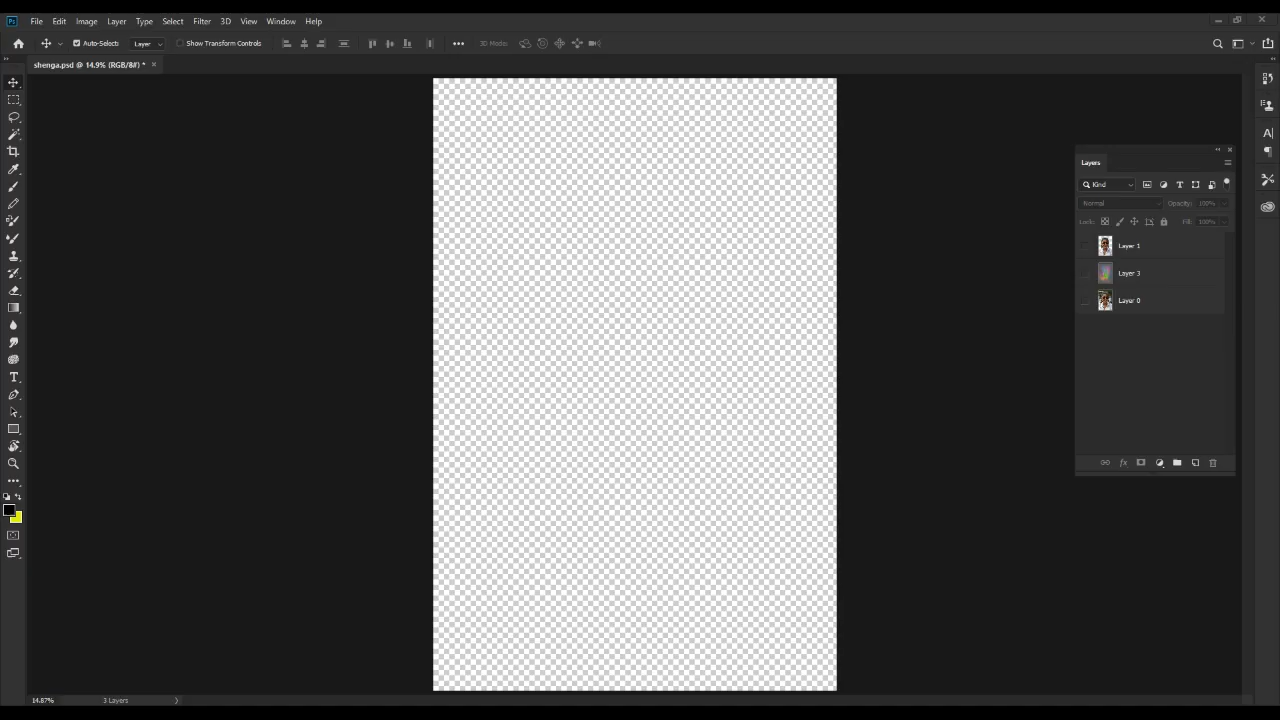 Ps File Edit Image Layer Type Select Filter 3D View Window Help
Auto-Select: Layer Show Transform Controls 3D Mode:
shenga.psd @ 14.9% (RGB/8#) *
Layers
Kind
Normal Opacity: 100%
Lock: Fill: 100%
Layer 1
Layer 3
Layer 0
14.87% 3 Layers